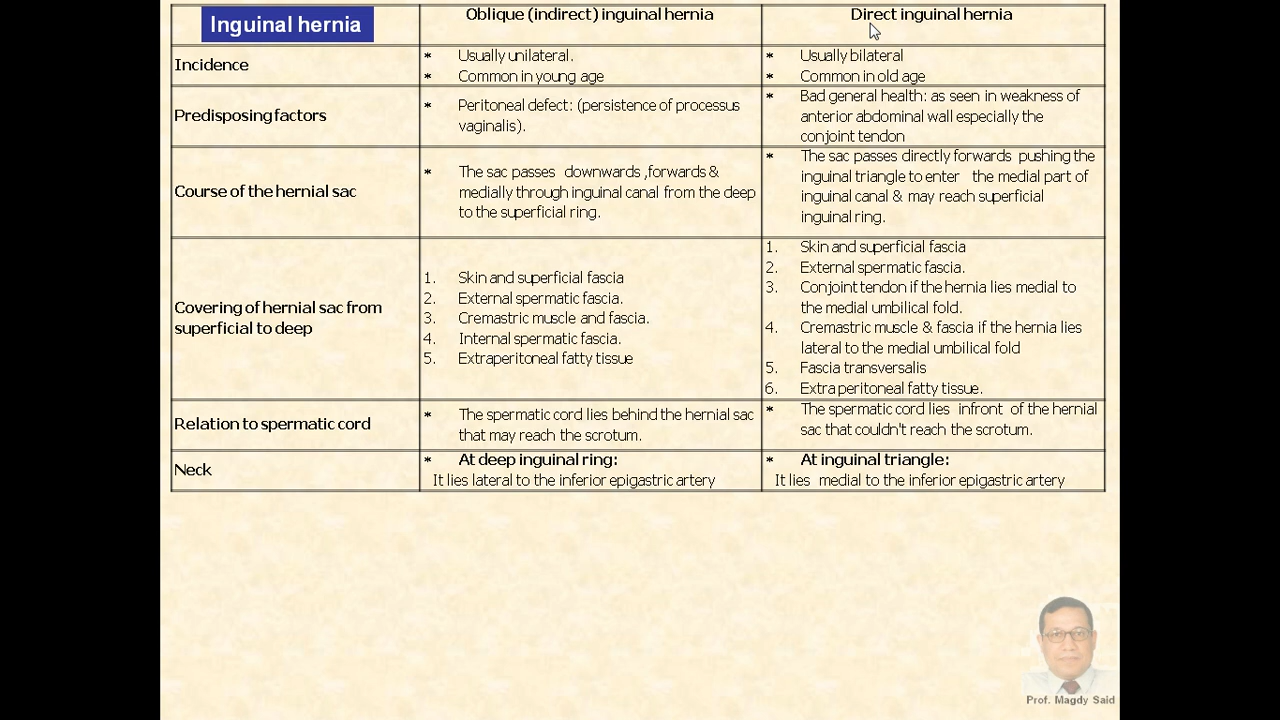 Inguinal hernia
Oblique (indirect) inguinal hernia
Direct inguinal hernia
Incidence
* Usually unilateral.
* Common in young age
* Usually bilateral
* Common in old age
Predisposing factors
* Peritoneal defect: (persistence of processus
vaginalis).
* Bad general health: as seen in weakness of
anterior abdominal wall especially the
conjoint tendon
Course of the hernial sac
* The sac passes downwards ,forwards &
medially through inguinal canal from the deep
to the superficial ring.
* The sac passes directly forwards pushing the
inguinal triangle to enter the medial part of
inguinal canal & may reach superficial
inguinal ring.
Covering of hernial sac from
superficial to deep
1. Skin and superficial fascia
2. External spermatic fascia.
3. Cremastric muscle and fascia.
4. Internal spermatic fascia.
5. Extraperitoneal fatty tissue
1. Skin and superficial fascia
2. External spermatic fascia.
3. Conjoint tendon if the hernia lies medial to
the medial umbilical fold.
4. Cremastric muscle & fascia if the hernia lies
lateral to the medial umbilical fold
5. Fascia transversalis
6. Extra peritoneal fatty tissue.
Relation to spermatic cord
* The spermatic cord lies behind the hernial sac
that may reach the scrotum.
* The spermatic cord lies infront of the hernial
sac that couldn't reach the scrotum.
Neck
* At deep inguinal ring:
It lies lateral to the inferior epigastric artery
* At inguinal triangle:
It lies medial to the inferior epigastric artery
Prof. Magdy Said